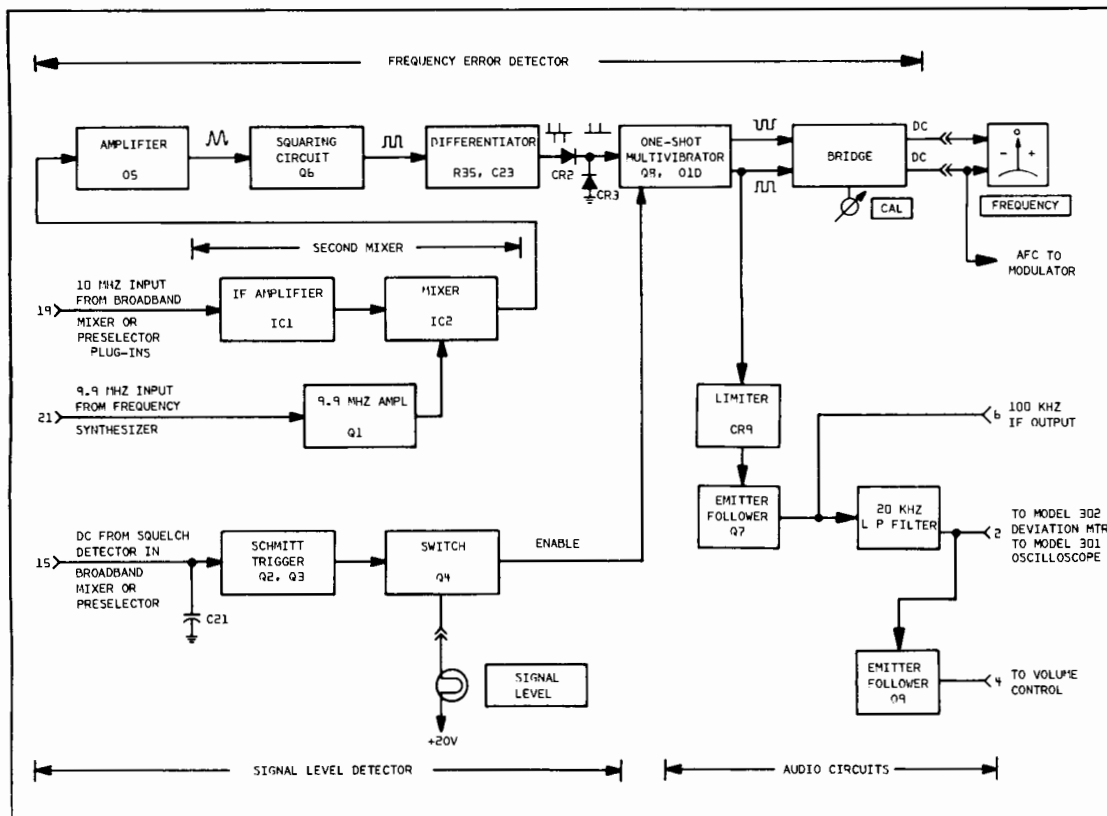 FREQUENCY ERROR DETECTOR
AMPLIFIER
Q5
SQUARING
CIRCUIT
Q6
DIFFERENTIATOR
R35, C23
CR2
CR3
ONE-SHOT
MULTIVIBRATOR
Q8, Q10
BRIDGE
CAL
DC
DC
0
- +
FREQUENCY
AFC TO
MODULATOR
SECOND MIXER
19
10 MHZ INPUT
FROM BROADBAND
MIXER OR
PRESELECTOR
PLUG-INS
IF AMPLIFIER
IC1
MIXER
IC2
21
9.9 MHZ INPUT
FROM FREQUENCY
SYNTHESIZER
9.9 MHZ AMPL
Q1
LIMITER
CR9
6 100 KHZ
IF OUTPUT
EMITTER
FOLLOWER
Q7
20 KHZ
L P FILTER
2
TO MODEL 302
DEVIATION MTR
TO MODEL 301
OSCILLOSCOPE
15
DC FROM SQUELCH
DETECTOR IN
BROADBAND
MIXER OR
PRESELECTOR
C21
SCHMITT
TRIGGER
Q2, Q3
SWITCH
Q4
ENABLE
SIGNAL
LEVEL
+20V
EMITTER
FOLLOWER
Q9
4 TO VOLUME
CONTROL
SIGNAL LEVEL DETECTOR
AUDIO CIRCUITS